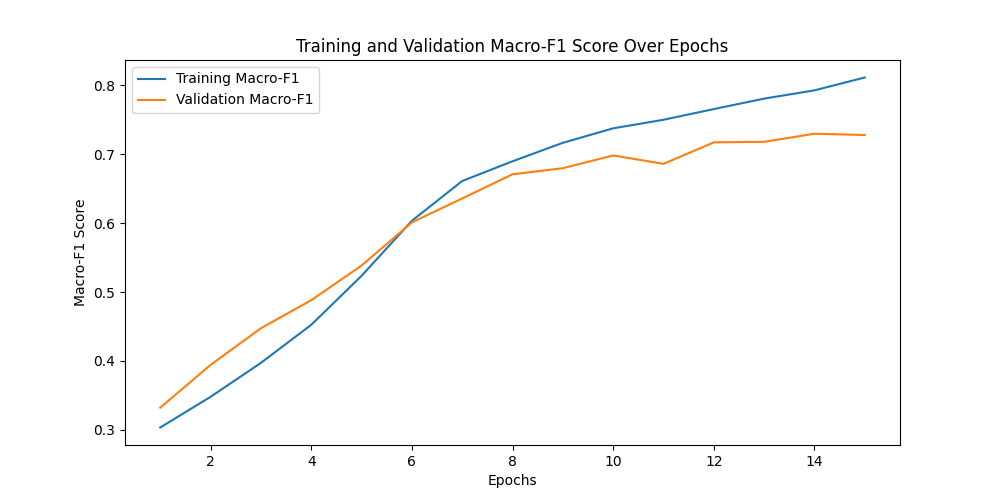 Training and Validation Macro-F1 Score Over Epochs
Training Macro-F1
Validation Macro-F1
Macro-F1 Score
0.8
0.7
0.6
0.5
0.4
0.3
2 4 6 8 10 12 14
Epochs